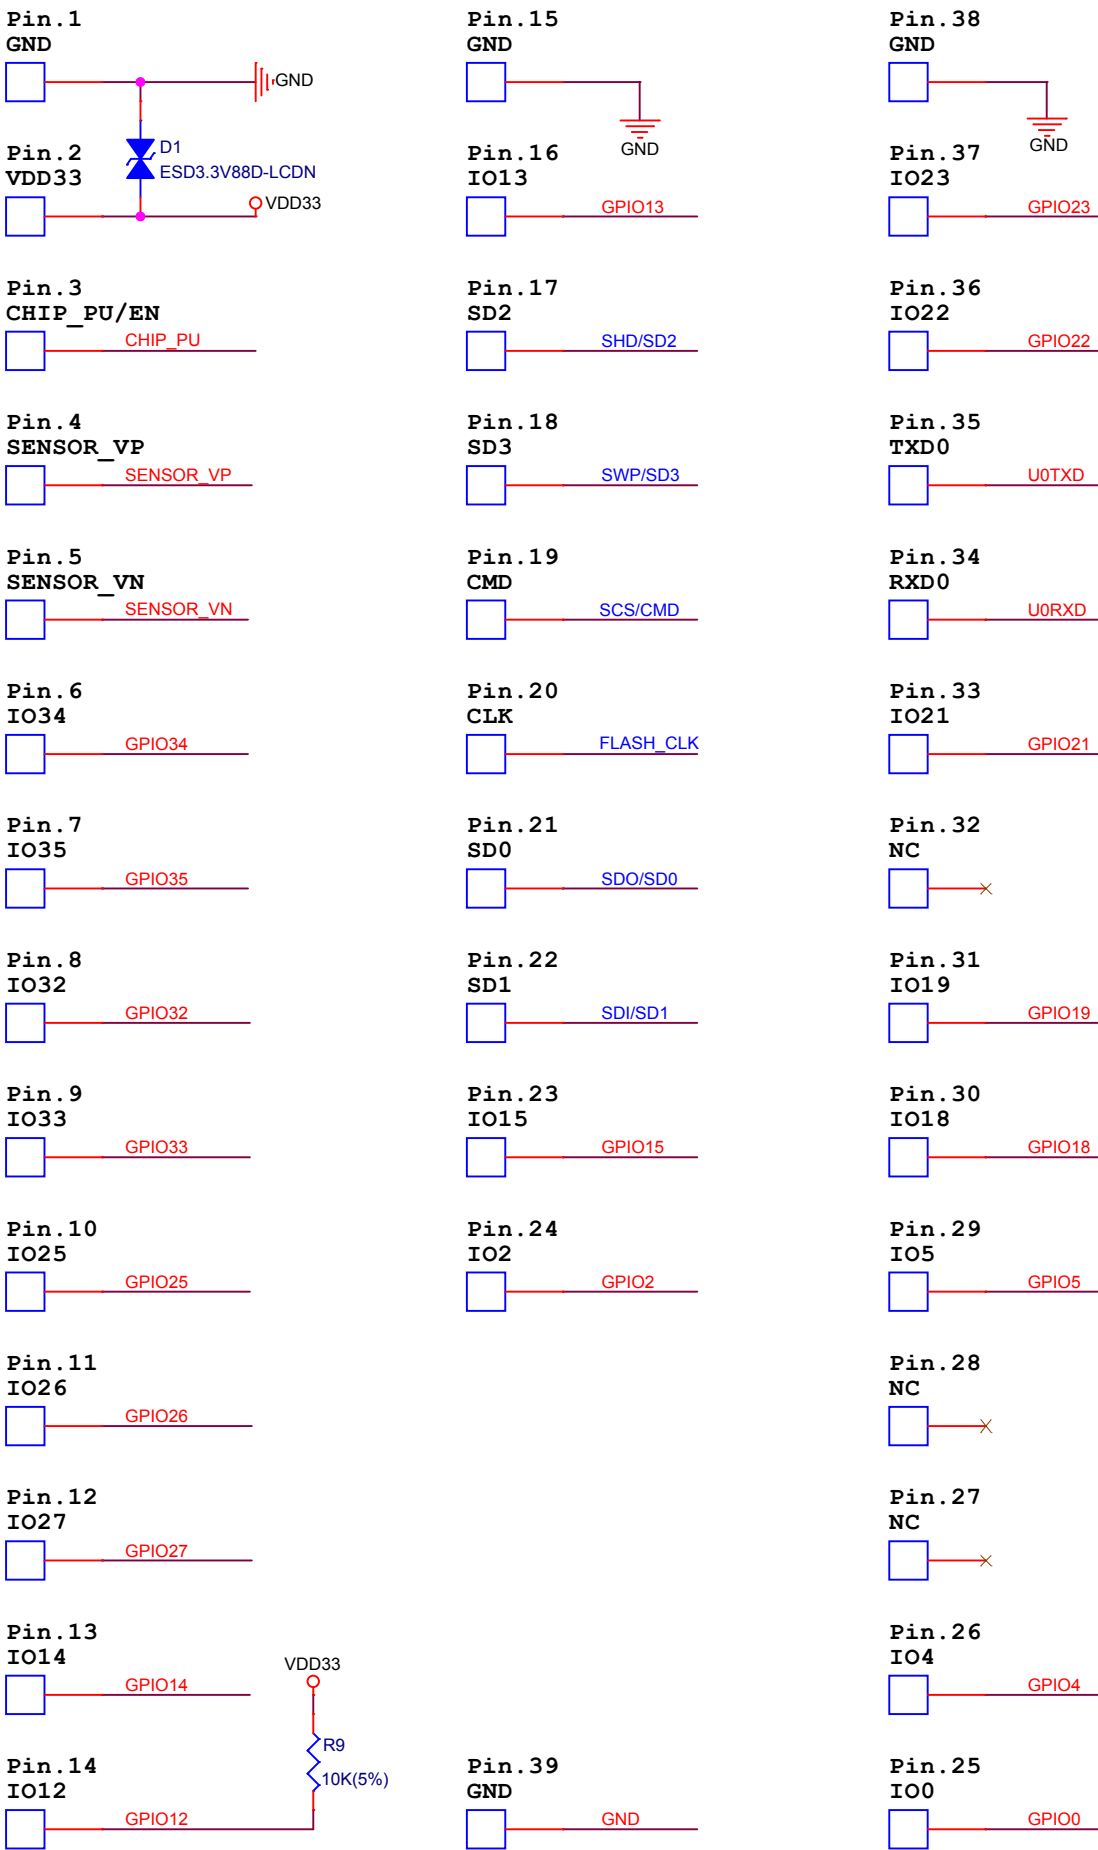 Pin.1
GND
GND
D1
ESD3.3V88D-LCDN
Pin.2
VDD33
VDD33
Pin.3
CHIP_PU/EN
CHIP_PU
Pin.4
SENSOR_VP
SENSOR_VP
Pin.5
SENSOR_VN
SENSOR_VN
Pin.6
IO34
GPIO34
Pin.7
IO35
GPIO35
Pin.8
IO32
GPIO32
Pin.9
IO33
GPIO33
Pin.10
IO25
GPIO25
Pin.11
IO26
GPIO26
Pin.12
IO27
GPIO27
Pin.13
IO14
GPIO14
VDD33
R9
10K(5%)
Pin.14
IO12
GPIO12
Pin.15
GND
GND
Pin.16
IO13
GPIO13
Pin.17
SD2
SHD/SD2
Pin.18
SD3
SWP/SD3
Pin.19
CMD
SCS/CMD
Pin.20
CLK
FLASH_CLK
Pin.21
SD0
SDO/SD0
Pin.22
SD1
SDI/SD1
Pin.23
IO15
GPIO15
Pin.24
IO2
GPIO2
Pin.39
GND
GND
Pin.38
GND
GND
Pin.37
IO23
GPIO23
Pin.36
IO22
GPIO22
Pin.35
TXD0
U0TXD
Pin.34
RXD0
U0RXD
Pin.33
IO21
GPIO21
Pin.32
NC
Pin.31
IO19
GPIO19
Pin.30
IO18
GPIO18
Pin.29
IO5
GPIO5
Pin.28
NC
Pin.27
NC
Pin.26
IO4
GPIO4
Pin.25
IO0
GPIO0